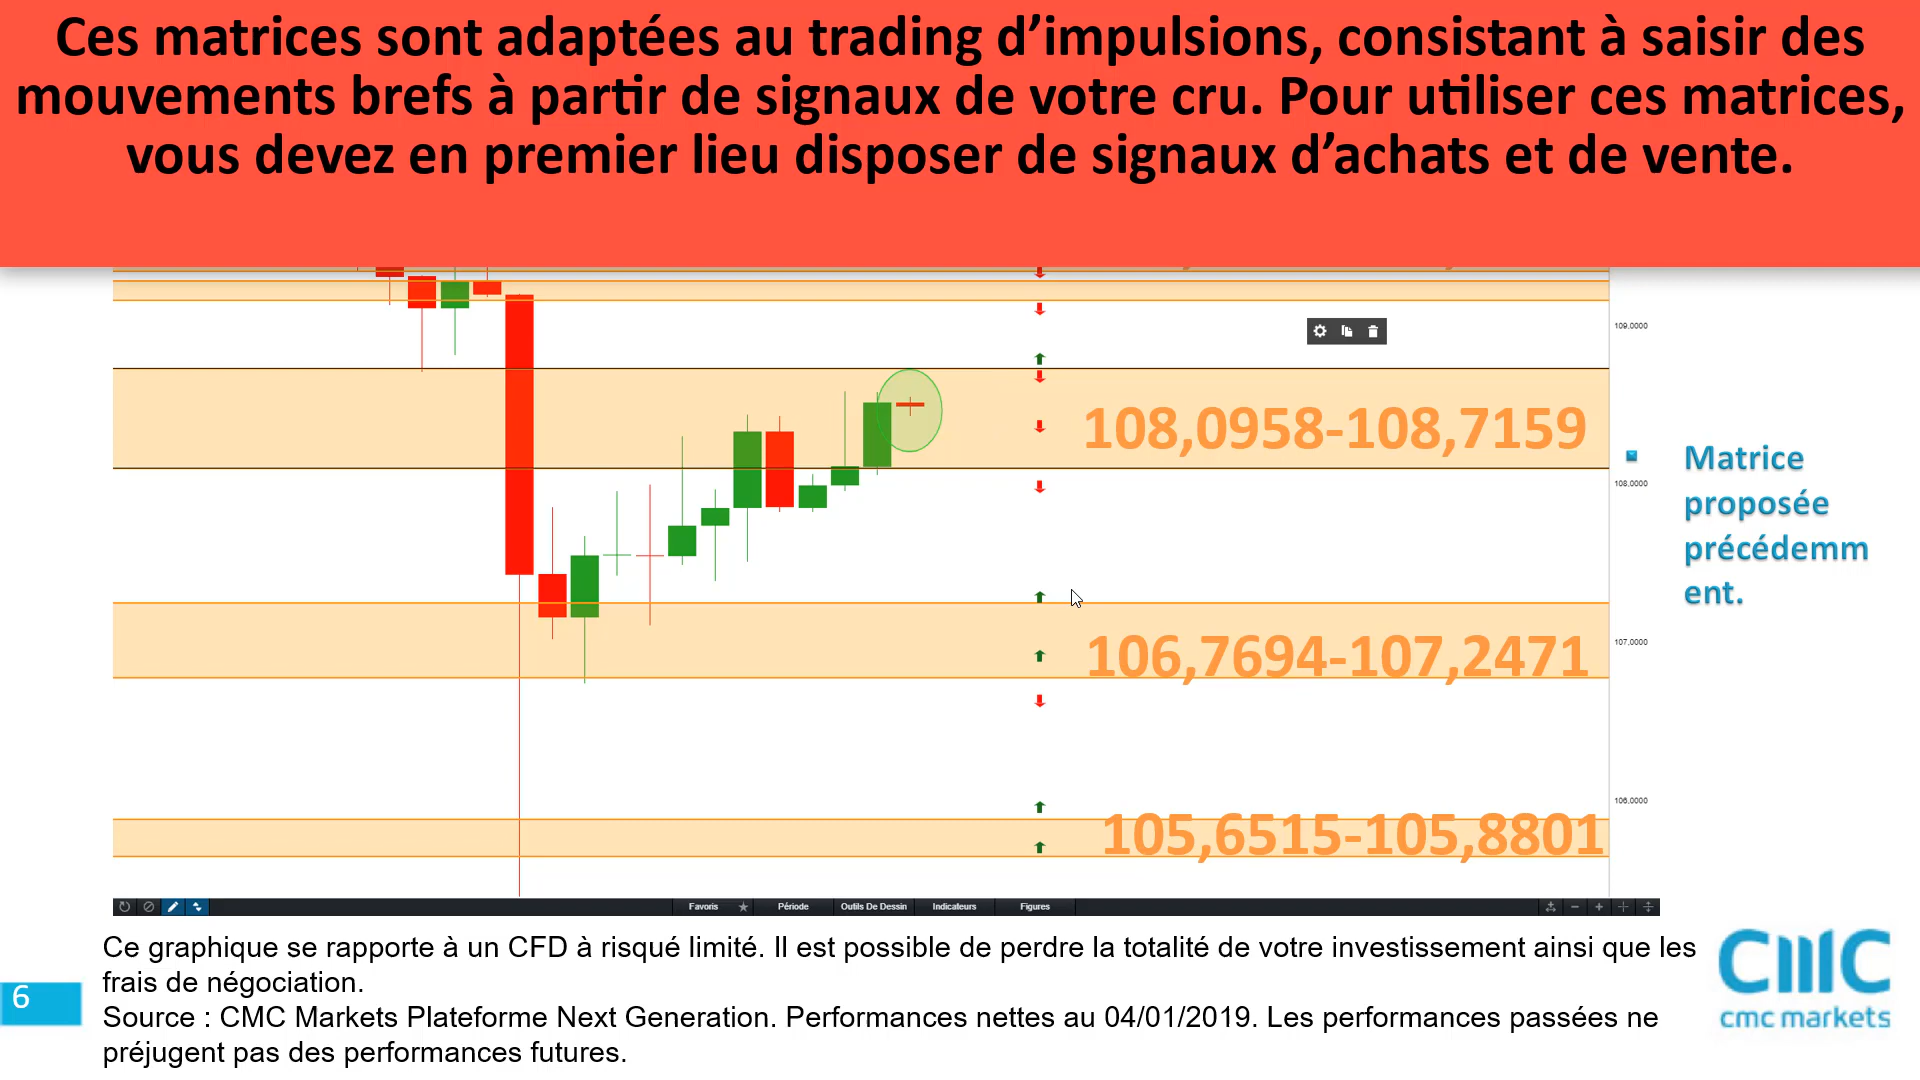 Ces matrices sont adaptées au trading d’impulsions, consistant à saisir des
mouvements brefs à partir de signaux de votre cru. Pour utiliser ces matrices,
vous devez en premier lieu disposer de signaux d’achats et de vente.
109,0000
108,0958-108,7159
108,0000
Matrice
proposée
précédemm
ent.
107,0000
106,7694-107,2471
106,0000
105,6515-105,8801
Favoris Période Outils De Dessin Indicateurs Figures
Ce graphique se rapporte à un CFD à risqué limité. Il est possible de perdre la totalité de votre investissement ainsi que les
frais de négociation.
Source : CMC Markets Plateforme Next Generation. Performances nettes au 04/01/2019. Les performances passées ne
préjugent pas des performances futures.
6
CMC
cmc markets